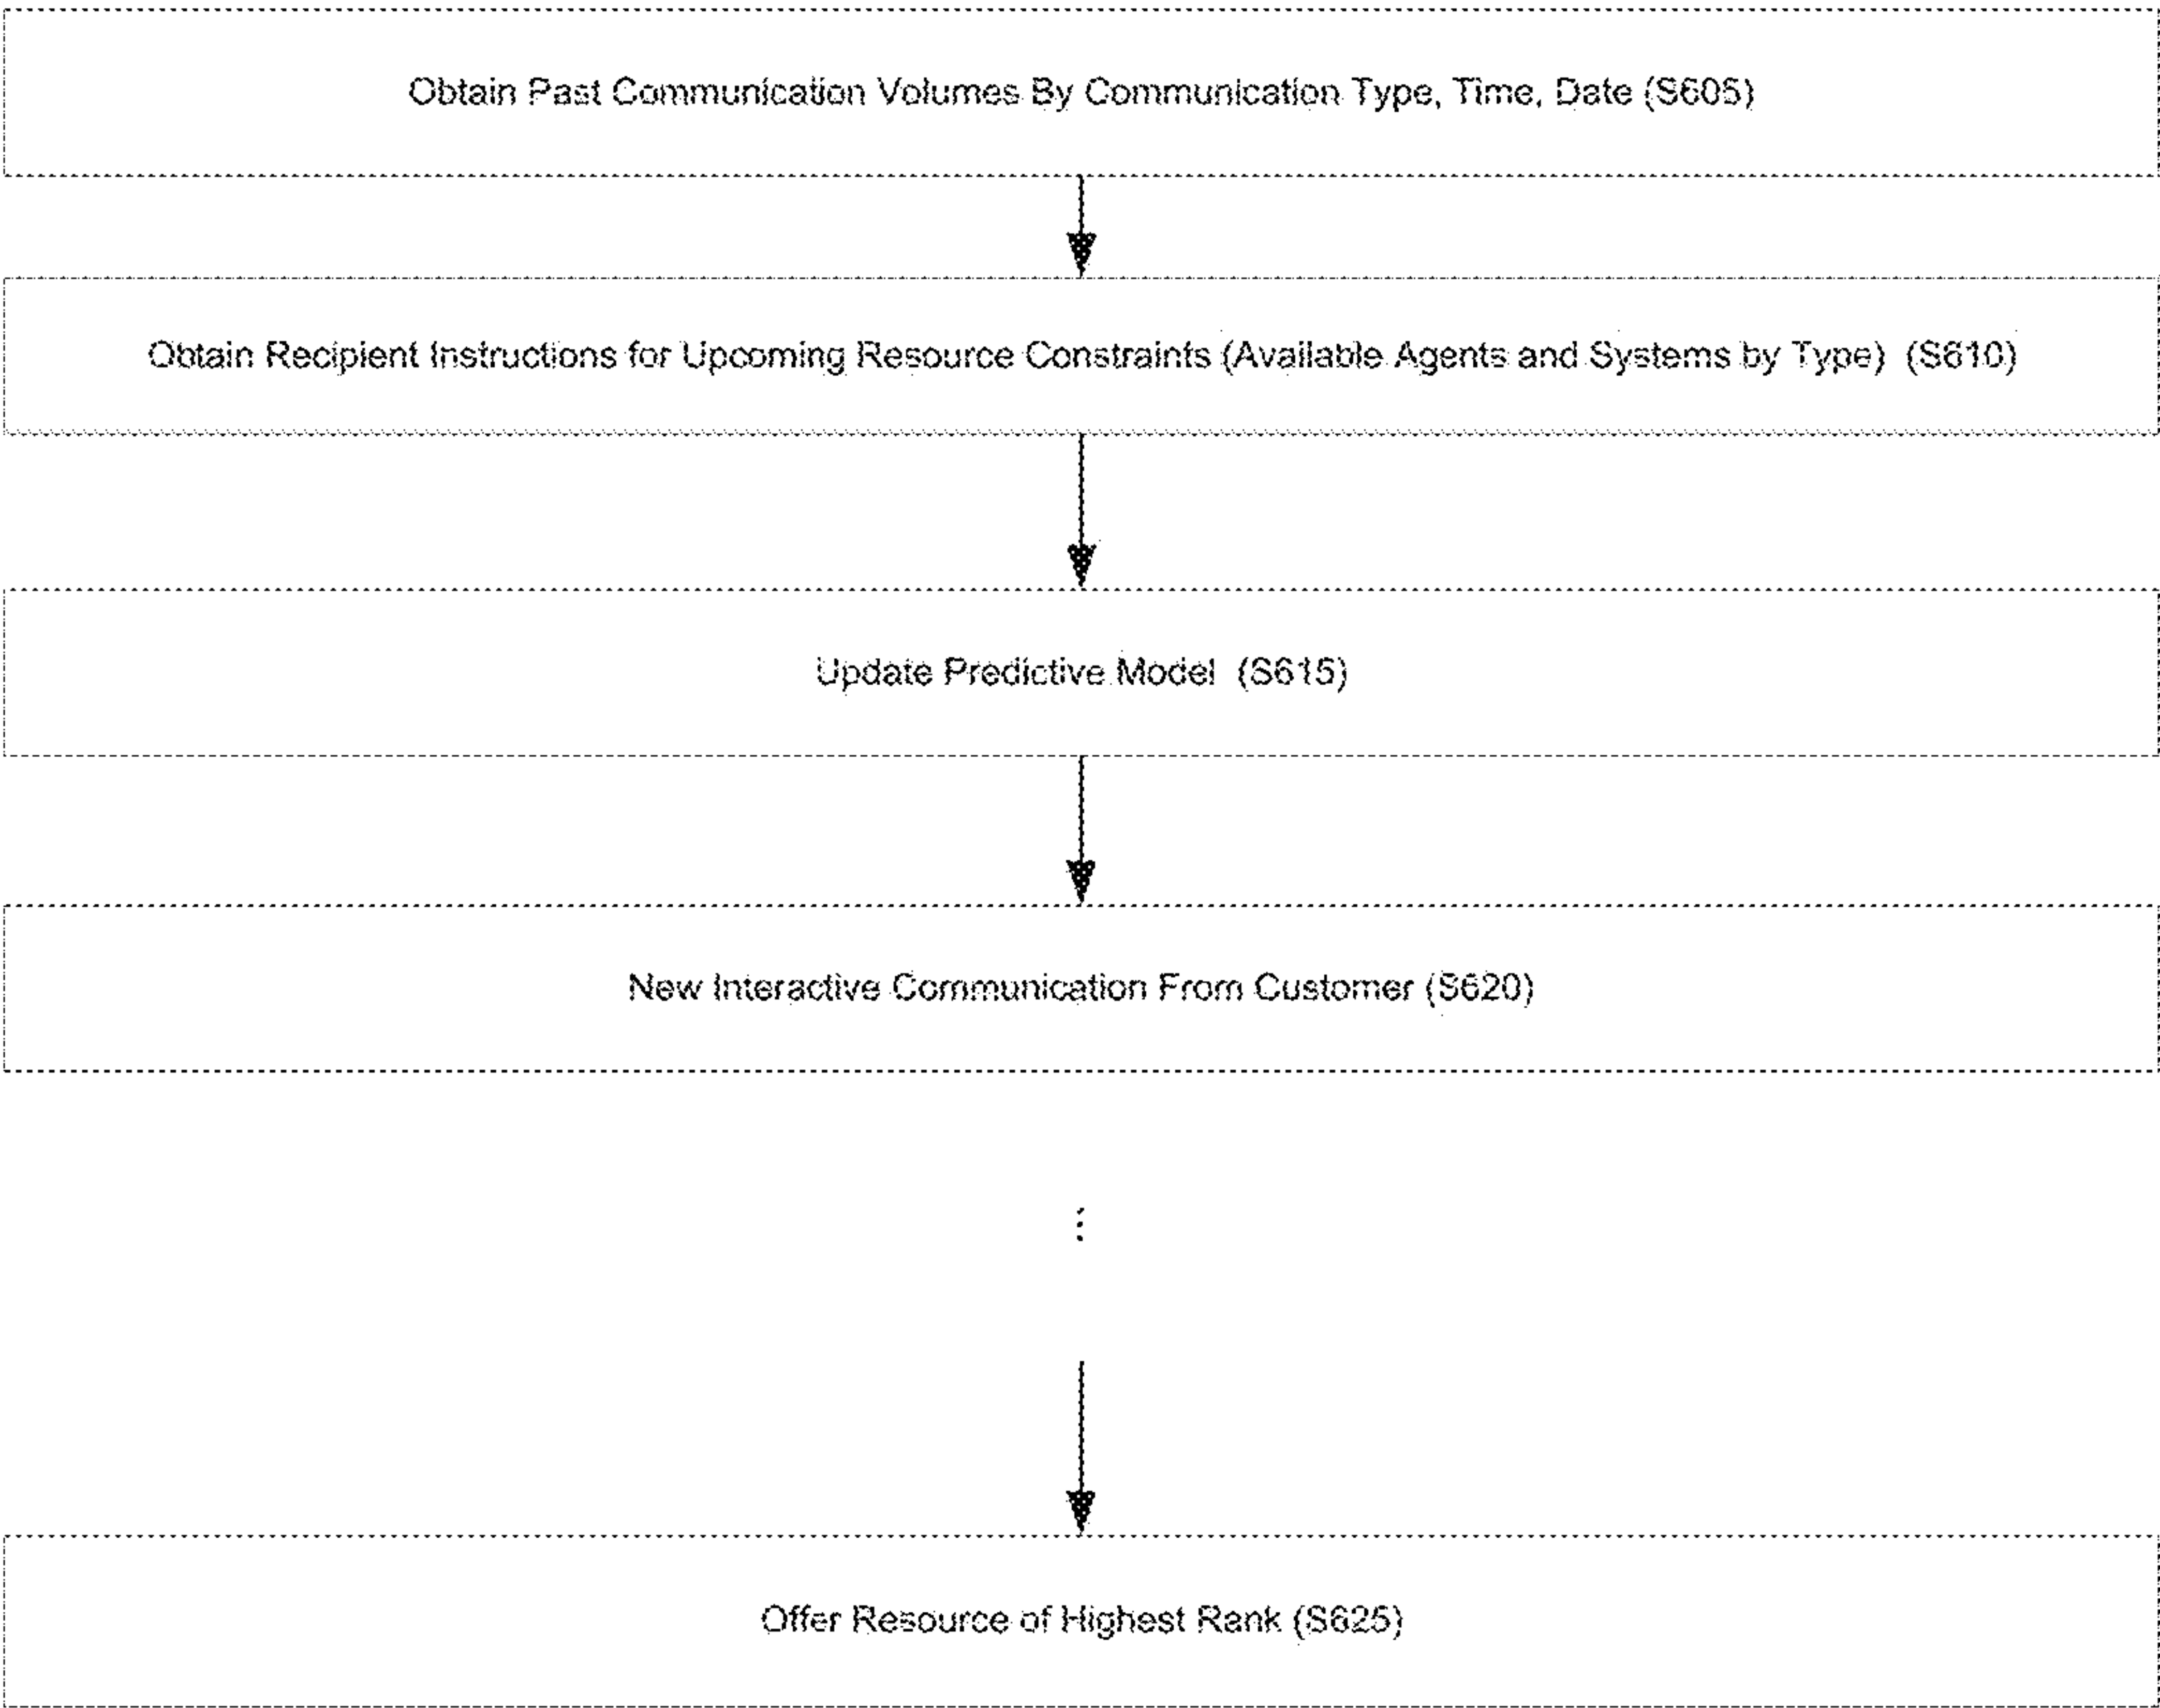 Obtain Past Communication Volumes By Communication Type, Time, Date (S605)
Obtain Recipient Instructions for Upcoming Resource Constraints (Available Agents and Systems by Type) (S610)
Update Predictive Model (S615)
New Interactive Communication From Customer (S620)
Offer Resource of Highest Rank (S625)